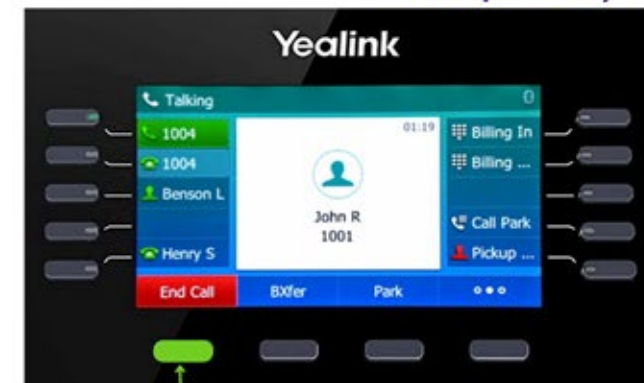 Yealink
Talking
1004
1004
Benson L
Henry S
01:19
John R
1001
Billing In
Billing ...
Call Park
Pickup ...
End Call
BXfer
Park